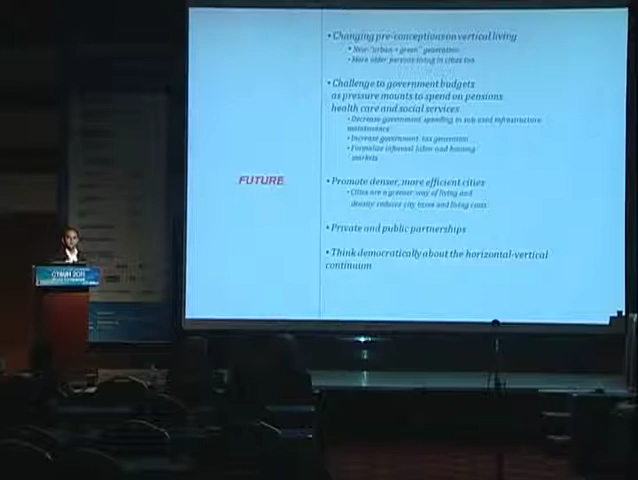 • Changing pre-conceptions on vertical living
• New "urban + green" generation
• More older persons living in cities too
• Challenge to government budgets
as pressure mounts to spend on pensions,
health care and social services.
• Decrease government spending to sub-used infrastructure
maintenance
• Increase government tax generation
• Formalize informal labor and housing
markets
FUTURE
• Promote denser, more efficient cities
• Cities are a greener way of living and
density reduces city taxes and living costs
• Private and public partnerships
• Think democratically about the horizontal-vertical
continuum
CTBUH 2011